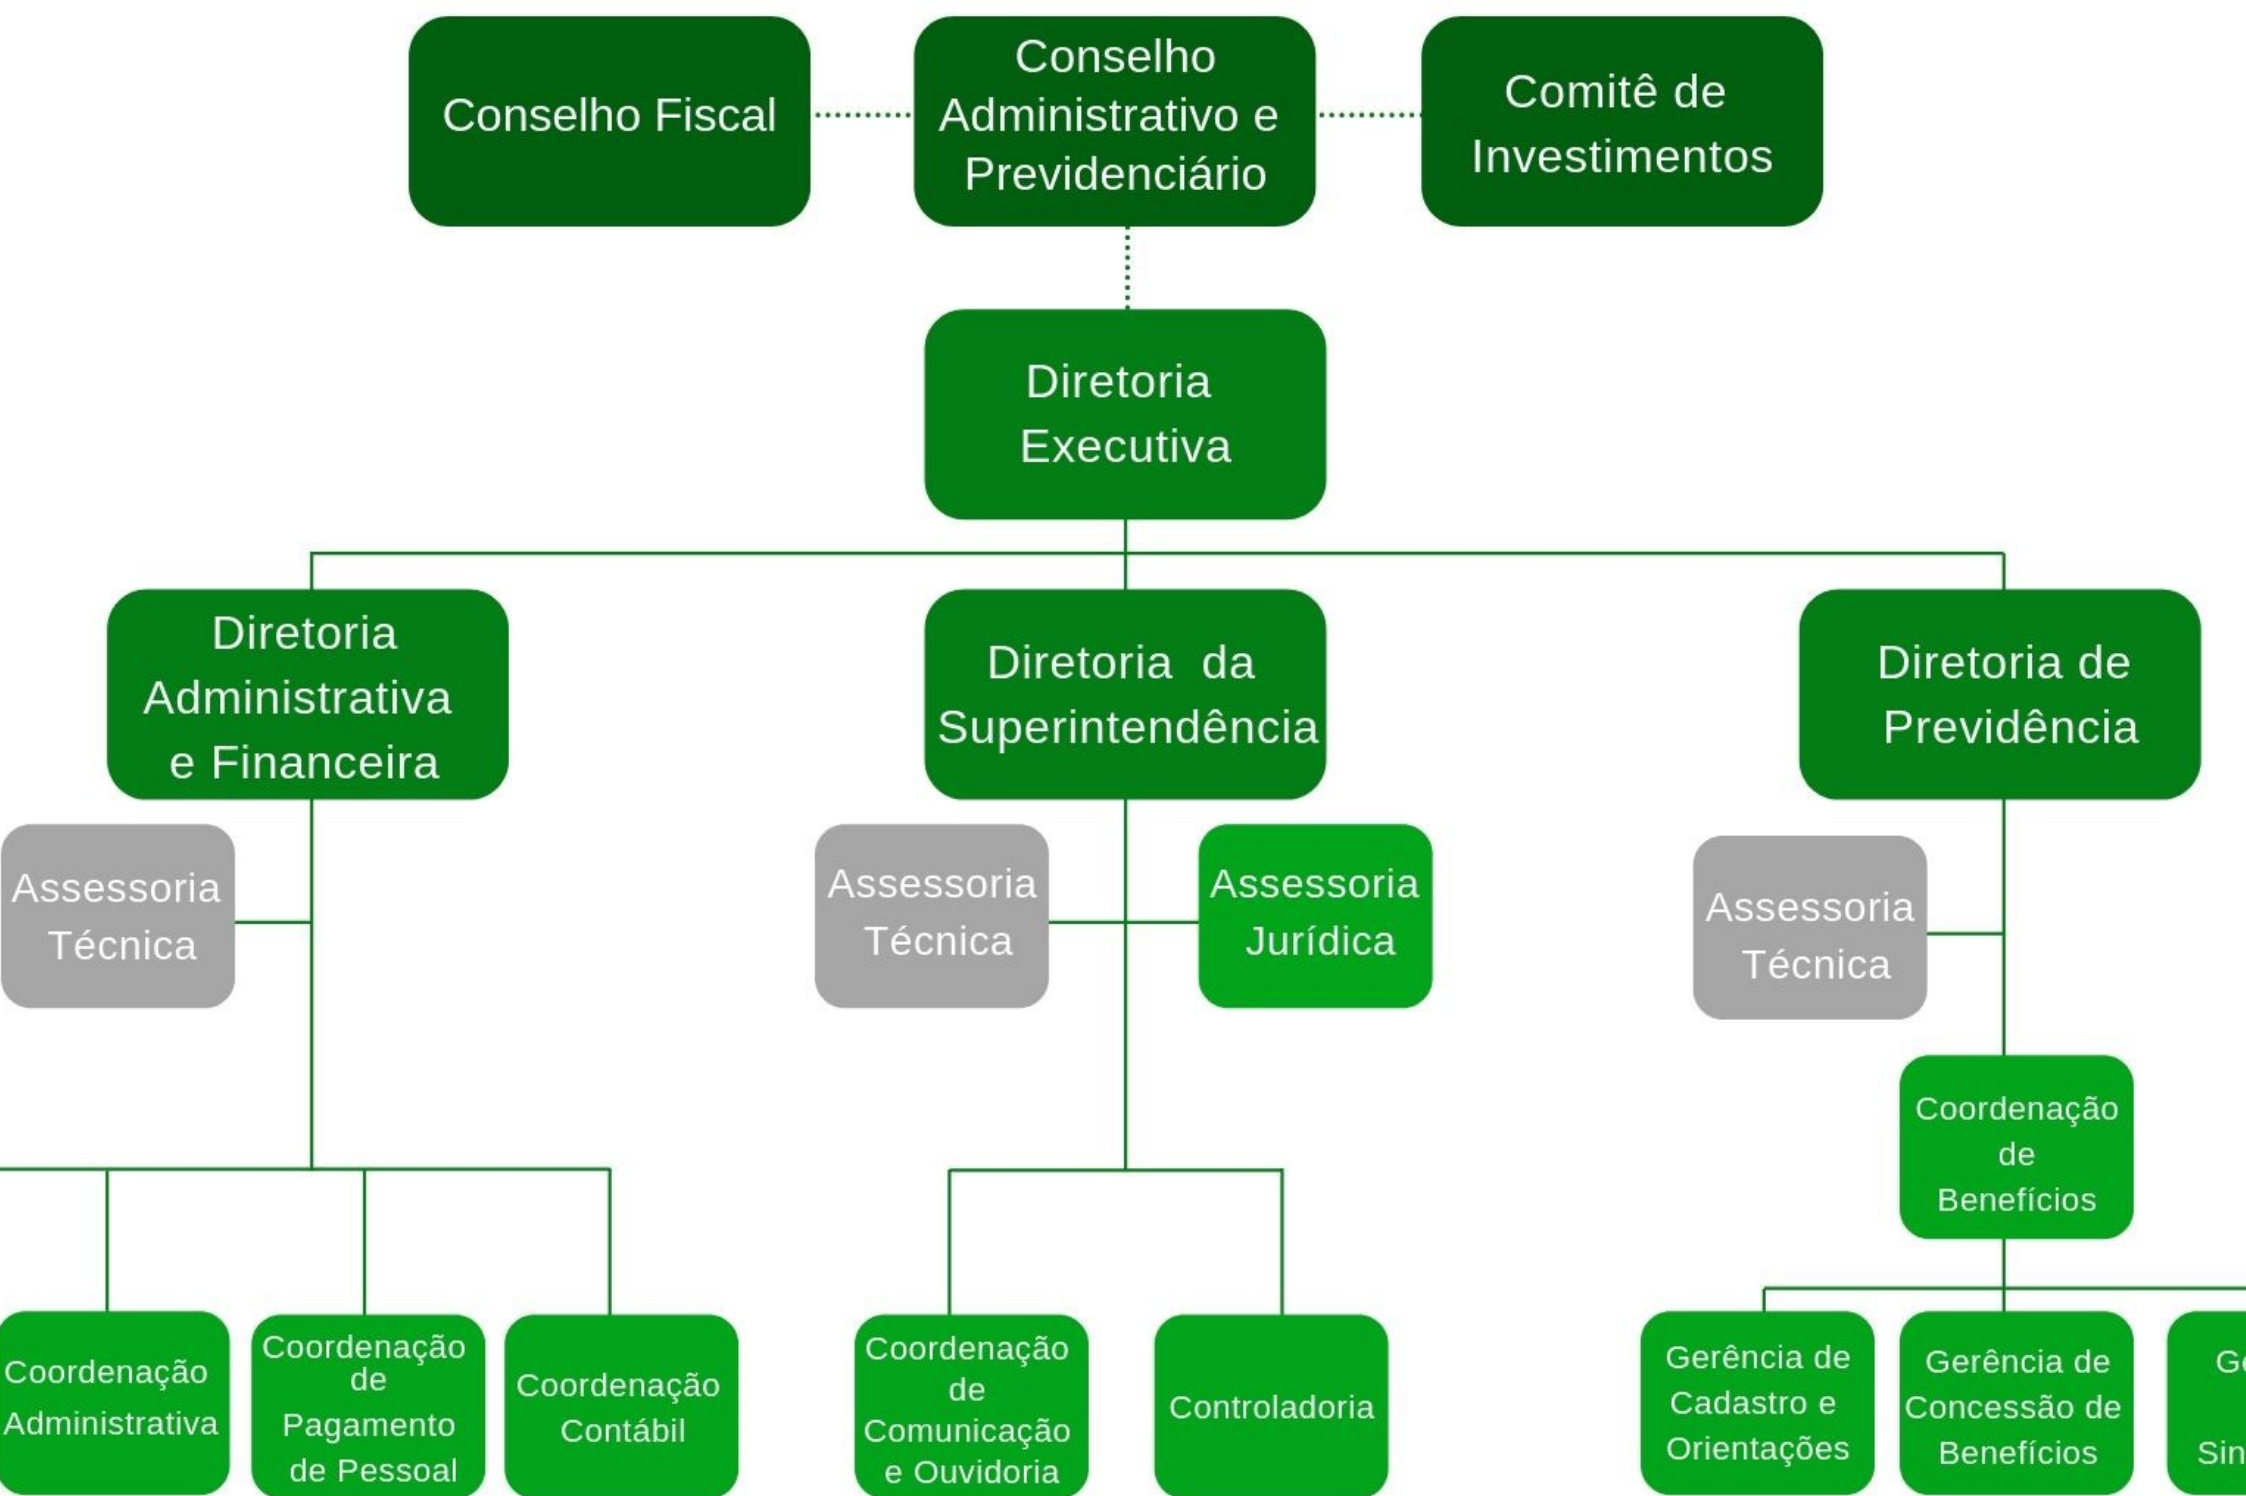 Conselho Fiscal
Conselho
Administrativo e
Previdenciário
Comitê de
Investimentos
Diretoria
Executiva
Diretoria
Administrativa
e Financeira
Diretoria da
Superintendência
Diretoria de
Previdência
Assessoria
Técnica
Assessoria
Técnica
Assessoria
Jurídica
Assessoria
Técnica
Coordenação
de
Benefícios
Coordenação
Administrativa
Coordenação
de
Pagamento
de Pessoal
Coordenação
Contábil
Coordenação
de
Comunicação
e Ouvidoria
Controladoria
Gerência de
Cadastro e
Orientações
Gerência de
Concessão de
Benefícios